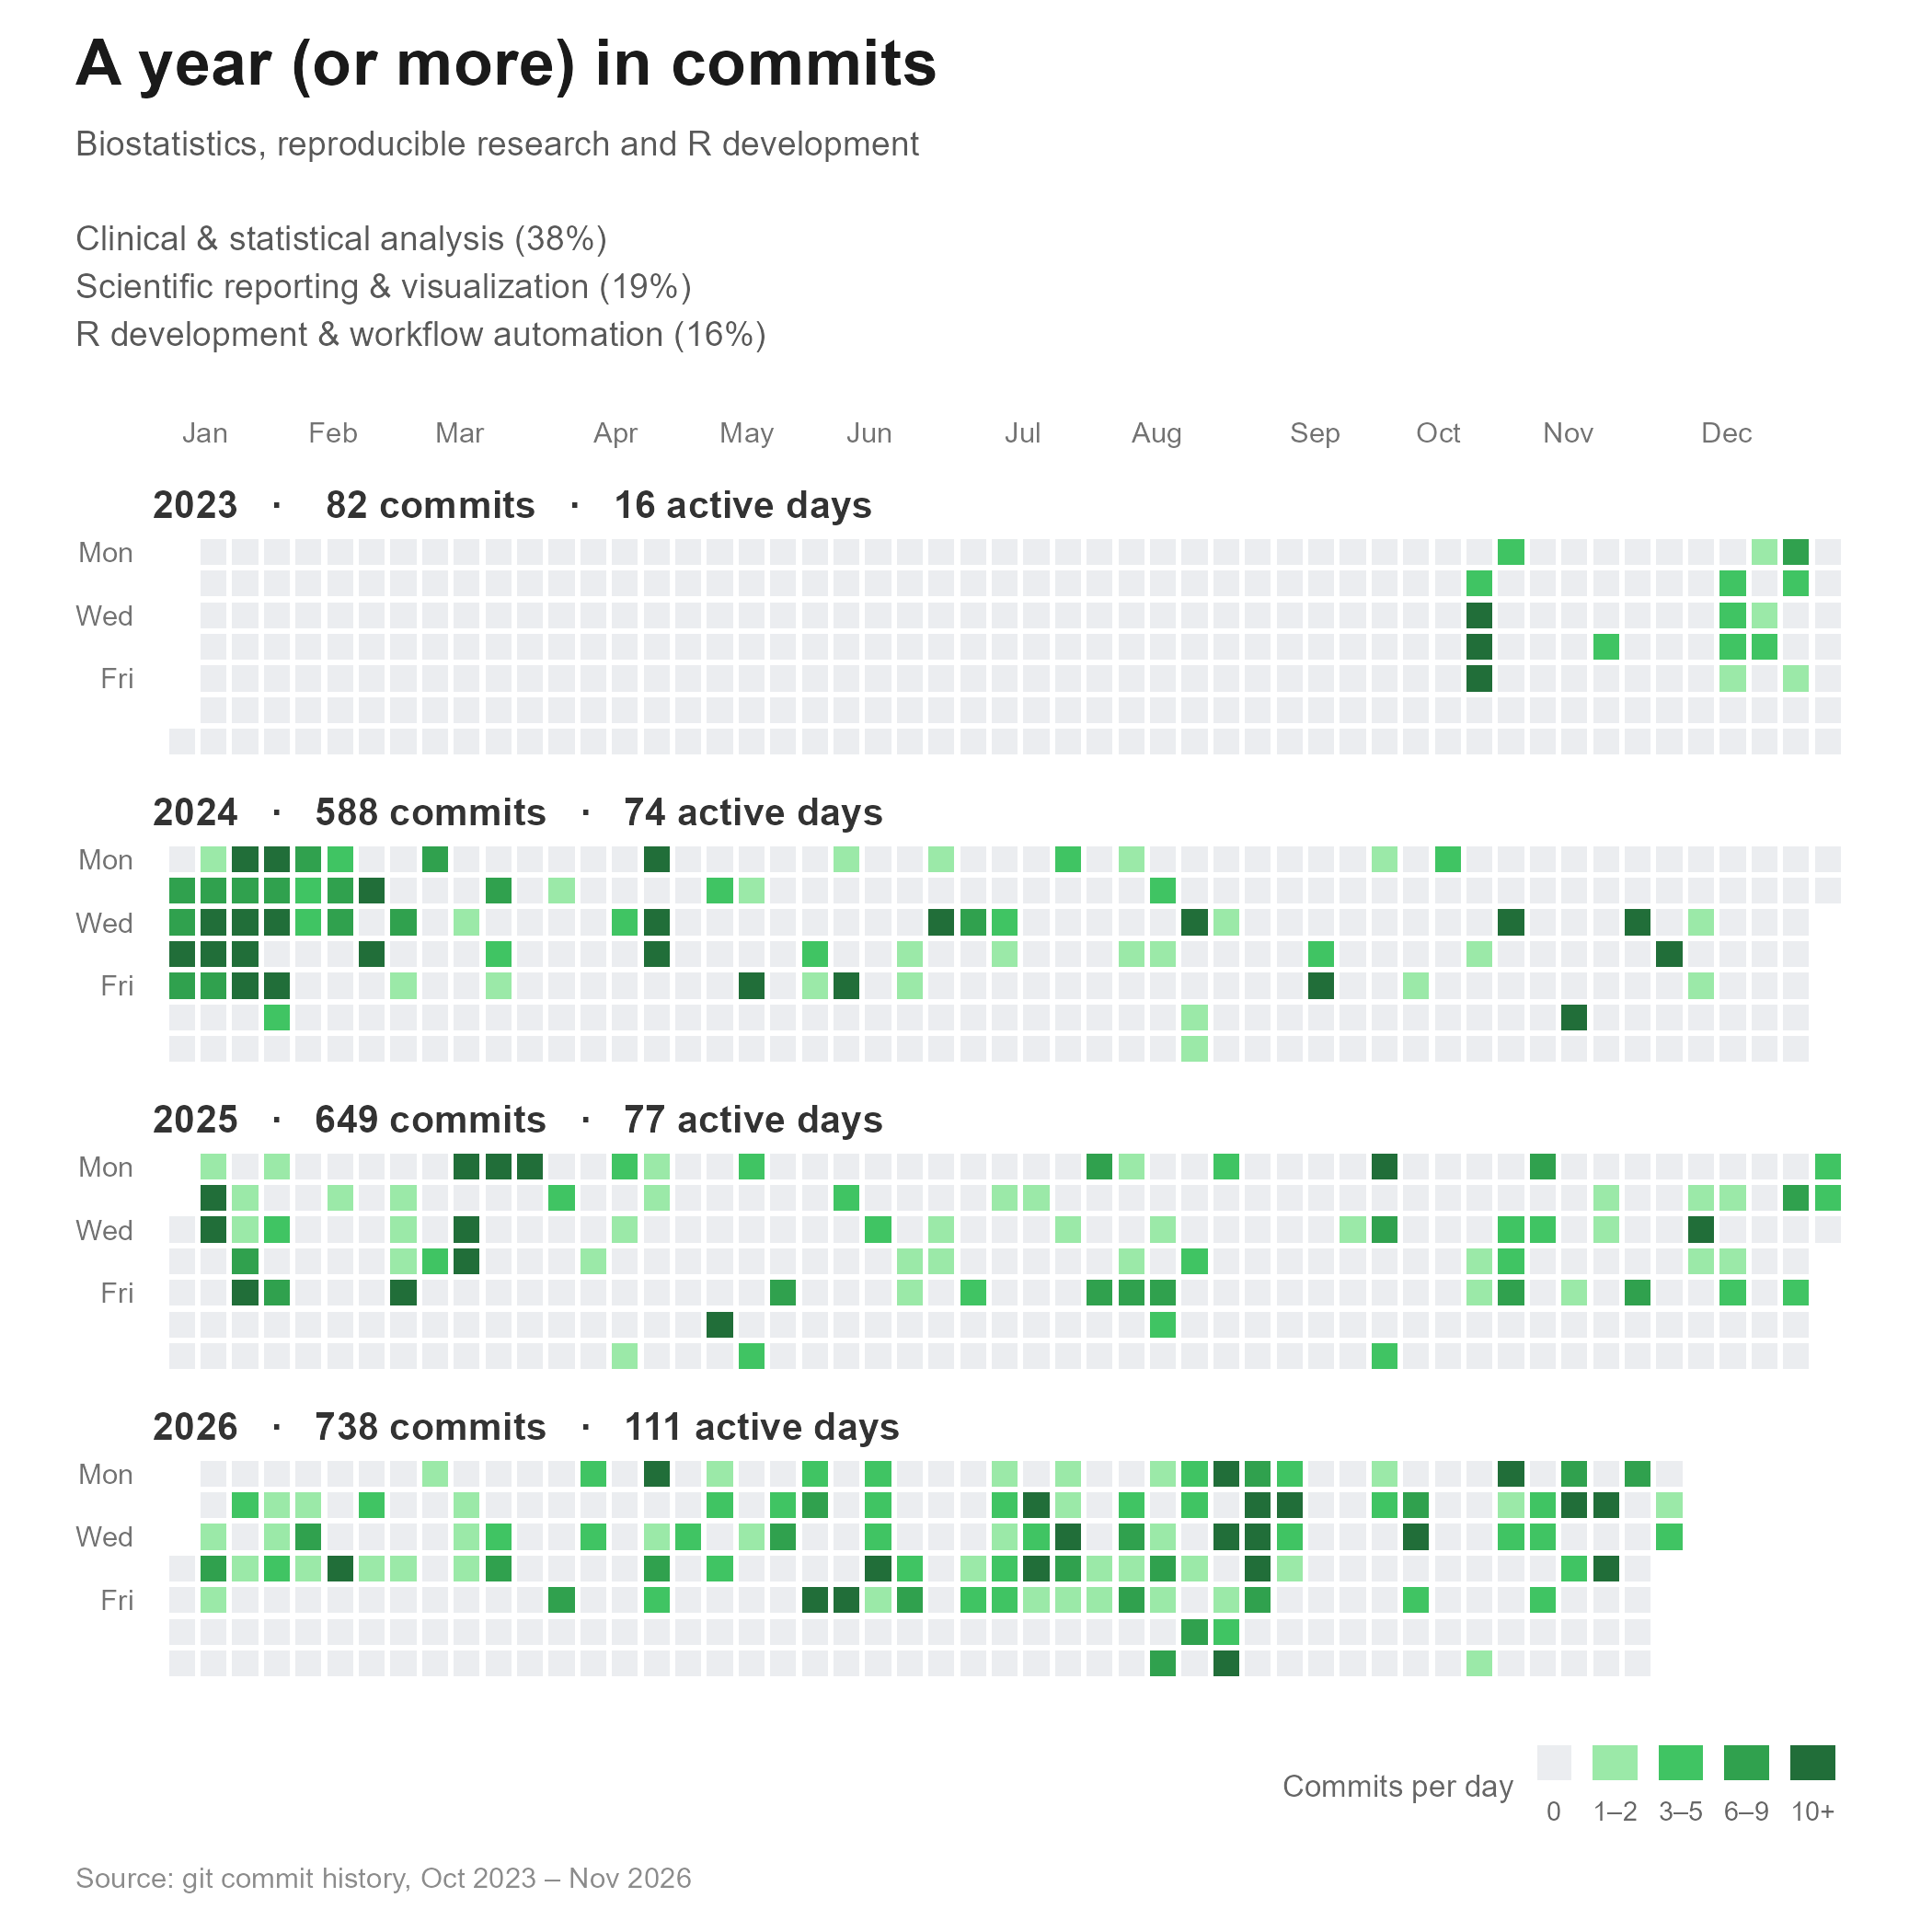 A year (or more) in commits
Biostatistics, reproducible research and R development
Clinical & statistical analysis (38%)
Scientific reporting & visualization (19%)
R development & workflow automation (16%)
Jan Feb Mar Apr May Jun Jul Aug Sep Oct Nov Dec
2023 · 82 commits · 16 active days
Mon
Wed
Fri
2024 · 588 commits · 74 active days
Mon
Wed
Fri
2025 · 649 commits · 77 active days
Mon
Wed
Fri
2026 · 738 commits · 111 active days
Mon
Wed
Fri
Commits per day
0 1–2 3–5 6–9 10+
Source: git commit history, Oct 2023 – Nov 2026